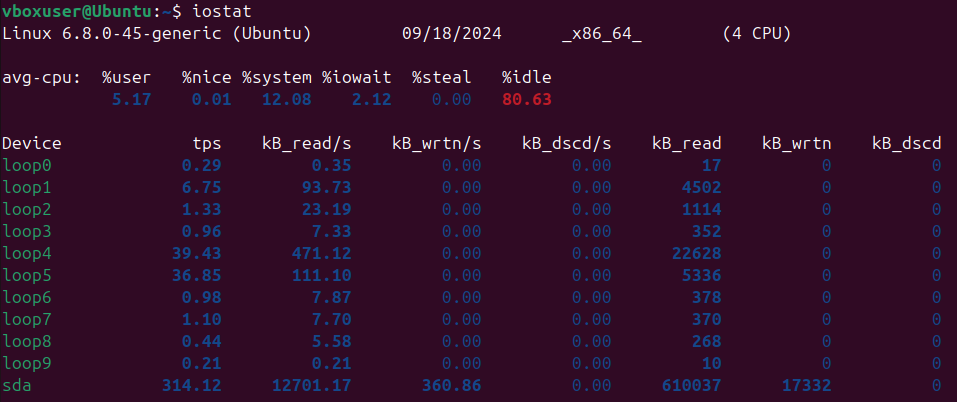 vboxuser@Ubuntu:~$ iostat
Linux 6.8.0-45-generic (Ubuntu) 09/18/2024 _x86_64_ (4 CPU)
avg-cpu: %user %nice %system %iowait %steal %idle
5.17 0.01 12.08 2.12 0.00 80.63
Device tps kB_read/s kB_wrtn/s kB_dscd/s kB_read kB_wrtn kB_dscd
loop0 0.29 0.35 0.00 0.00 17 0 0
loop1 6.75 93.73 0.00 0.00 4502 0 0
loop2 1.33 23.19 0.00 0.00 1114 0 0
loop3 0.96 7.33 0.00 0.00 352 0 0
loop4 39.43 471.12 0.00 0.00 22628 0 0
loop5 36.85 111.10 0.00 0.00 5336 0 0
loop6 0.98 7.87 0.00 0.00 378 0 0
loop7 1.10 7.70 0.00 0.00 370 0 0
loop8 0.44 5.58 0.00 0.00 268 0 0
loop9 0.21 0.21 0.00 0.00 10 0 0
sda 314.12 12701.17 360.86 0.00 610037 17332 0